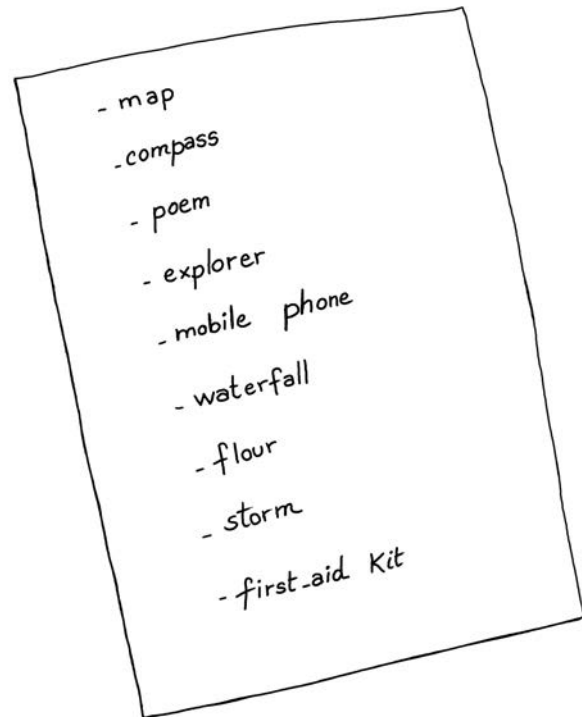 - map
- compass
- poem
- explorer
- mobile phone
- waterfall
- flour
- storm
- first-aid Kit